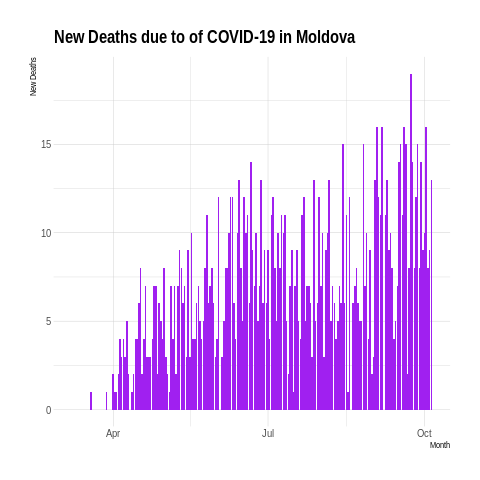 New Deaths due to of COVID-19 in Moldova
New Deaths
15
10
5
0
Apr Jul Oct
Month